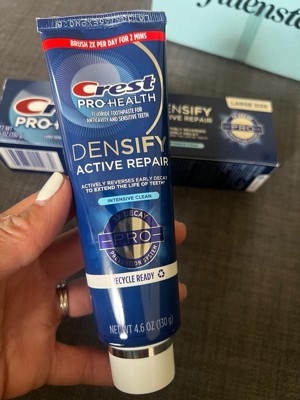 BRUSH 2X PER DAY FOR 2 MINS
Crest
PRO-HEALTH
FLUORIDE TOOTHPASTE FOR
ANTICAVITY AND SENSITIVE TEETH
DENSIFY
ACTIVE REPAIR
ACTIVELY REVERSES EARLY DECAY
TO EXTEND THE LIFE OF TEETH*
INTENSIVE CLEAN
PRO
RECYCLE READY
NET WT 4.6 OZ (130 g)
Crest
PRO-
DENSIFY
ACTIVE REPAIR
LARGE SIZE
PRO